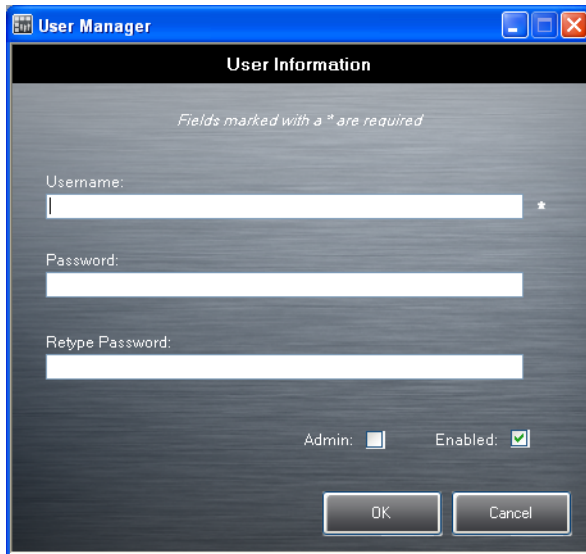 User Manager
User Information
Fields marked with a * are required
Username:
*
Password:
Retype Password:
Admin: Enabled:
OK Cancel